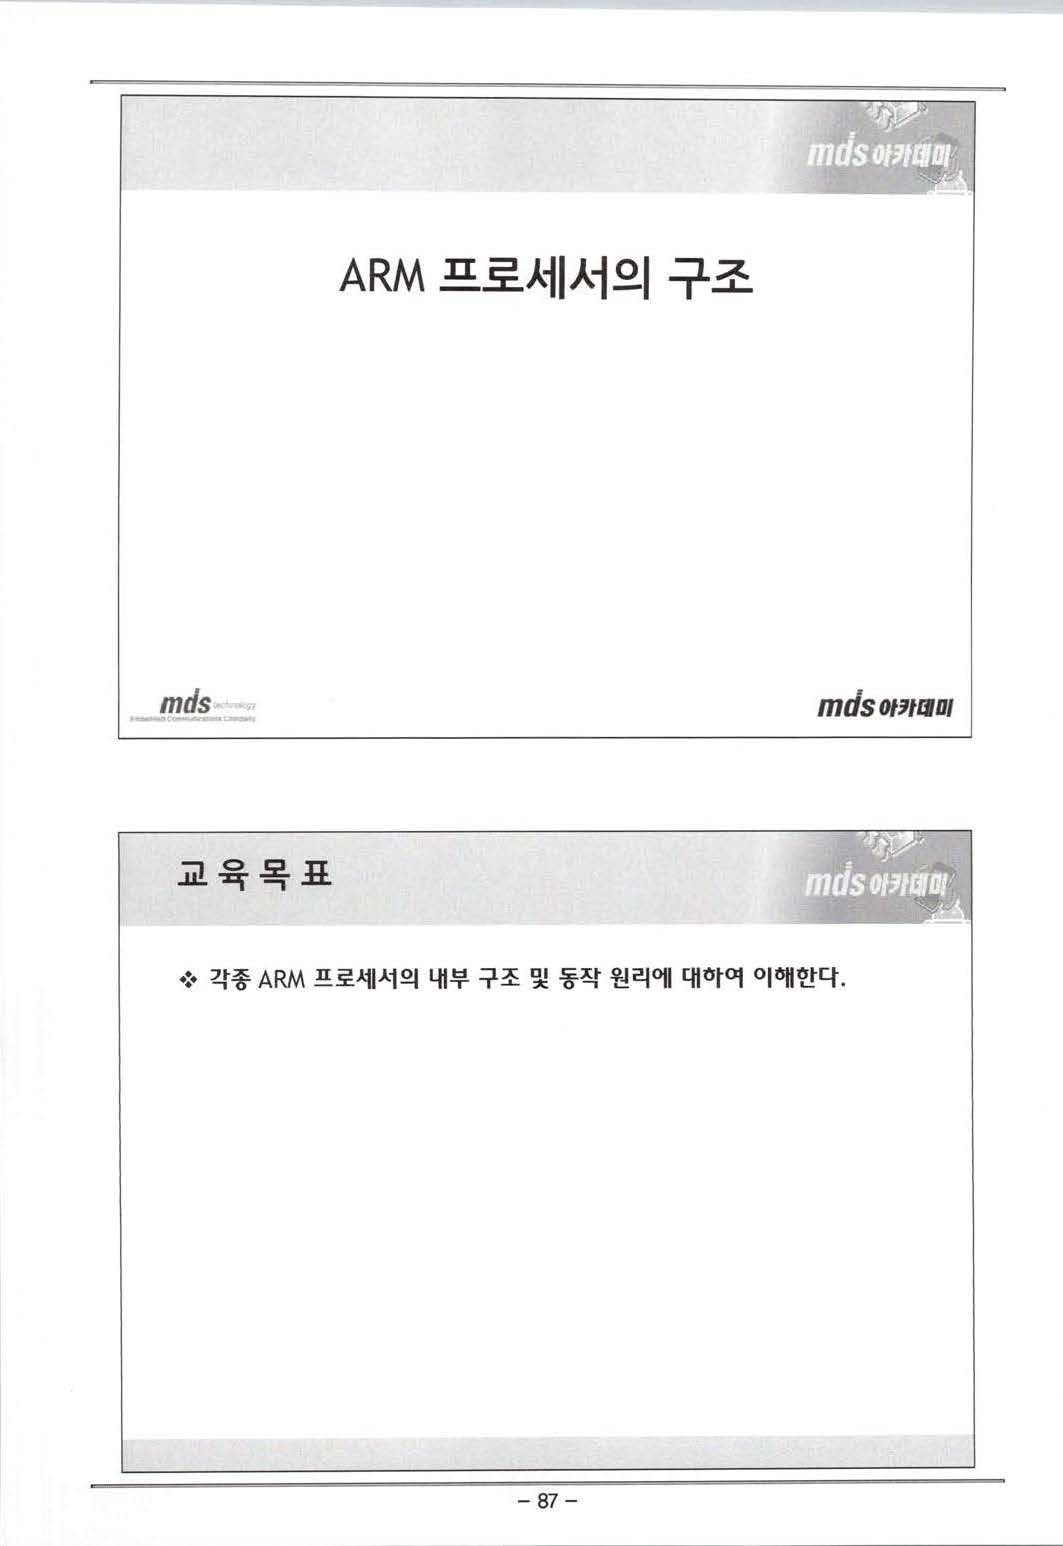 mds 아카데미
ARM 프로세서의 구조
mds technology
Embedded Communications Company
mds 아카데미
교 육 목 표
mds 아카데미
❖ 각종 ARM 프로세서의 내부 구조 및 동작 원리에 대하여 이해한다.
- 87 -